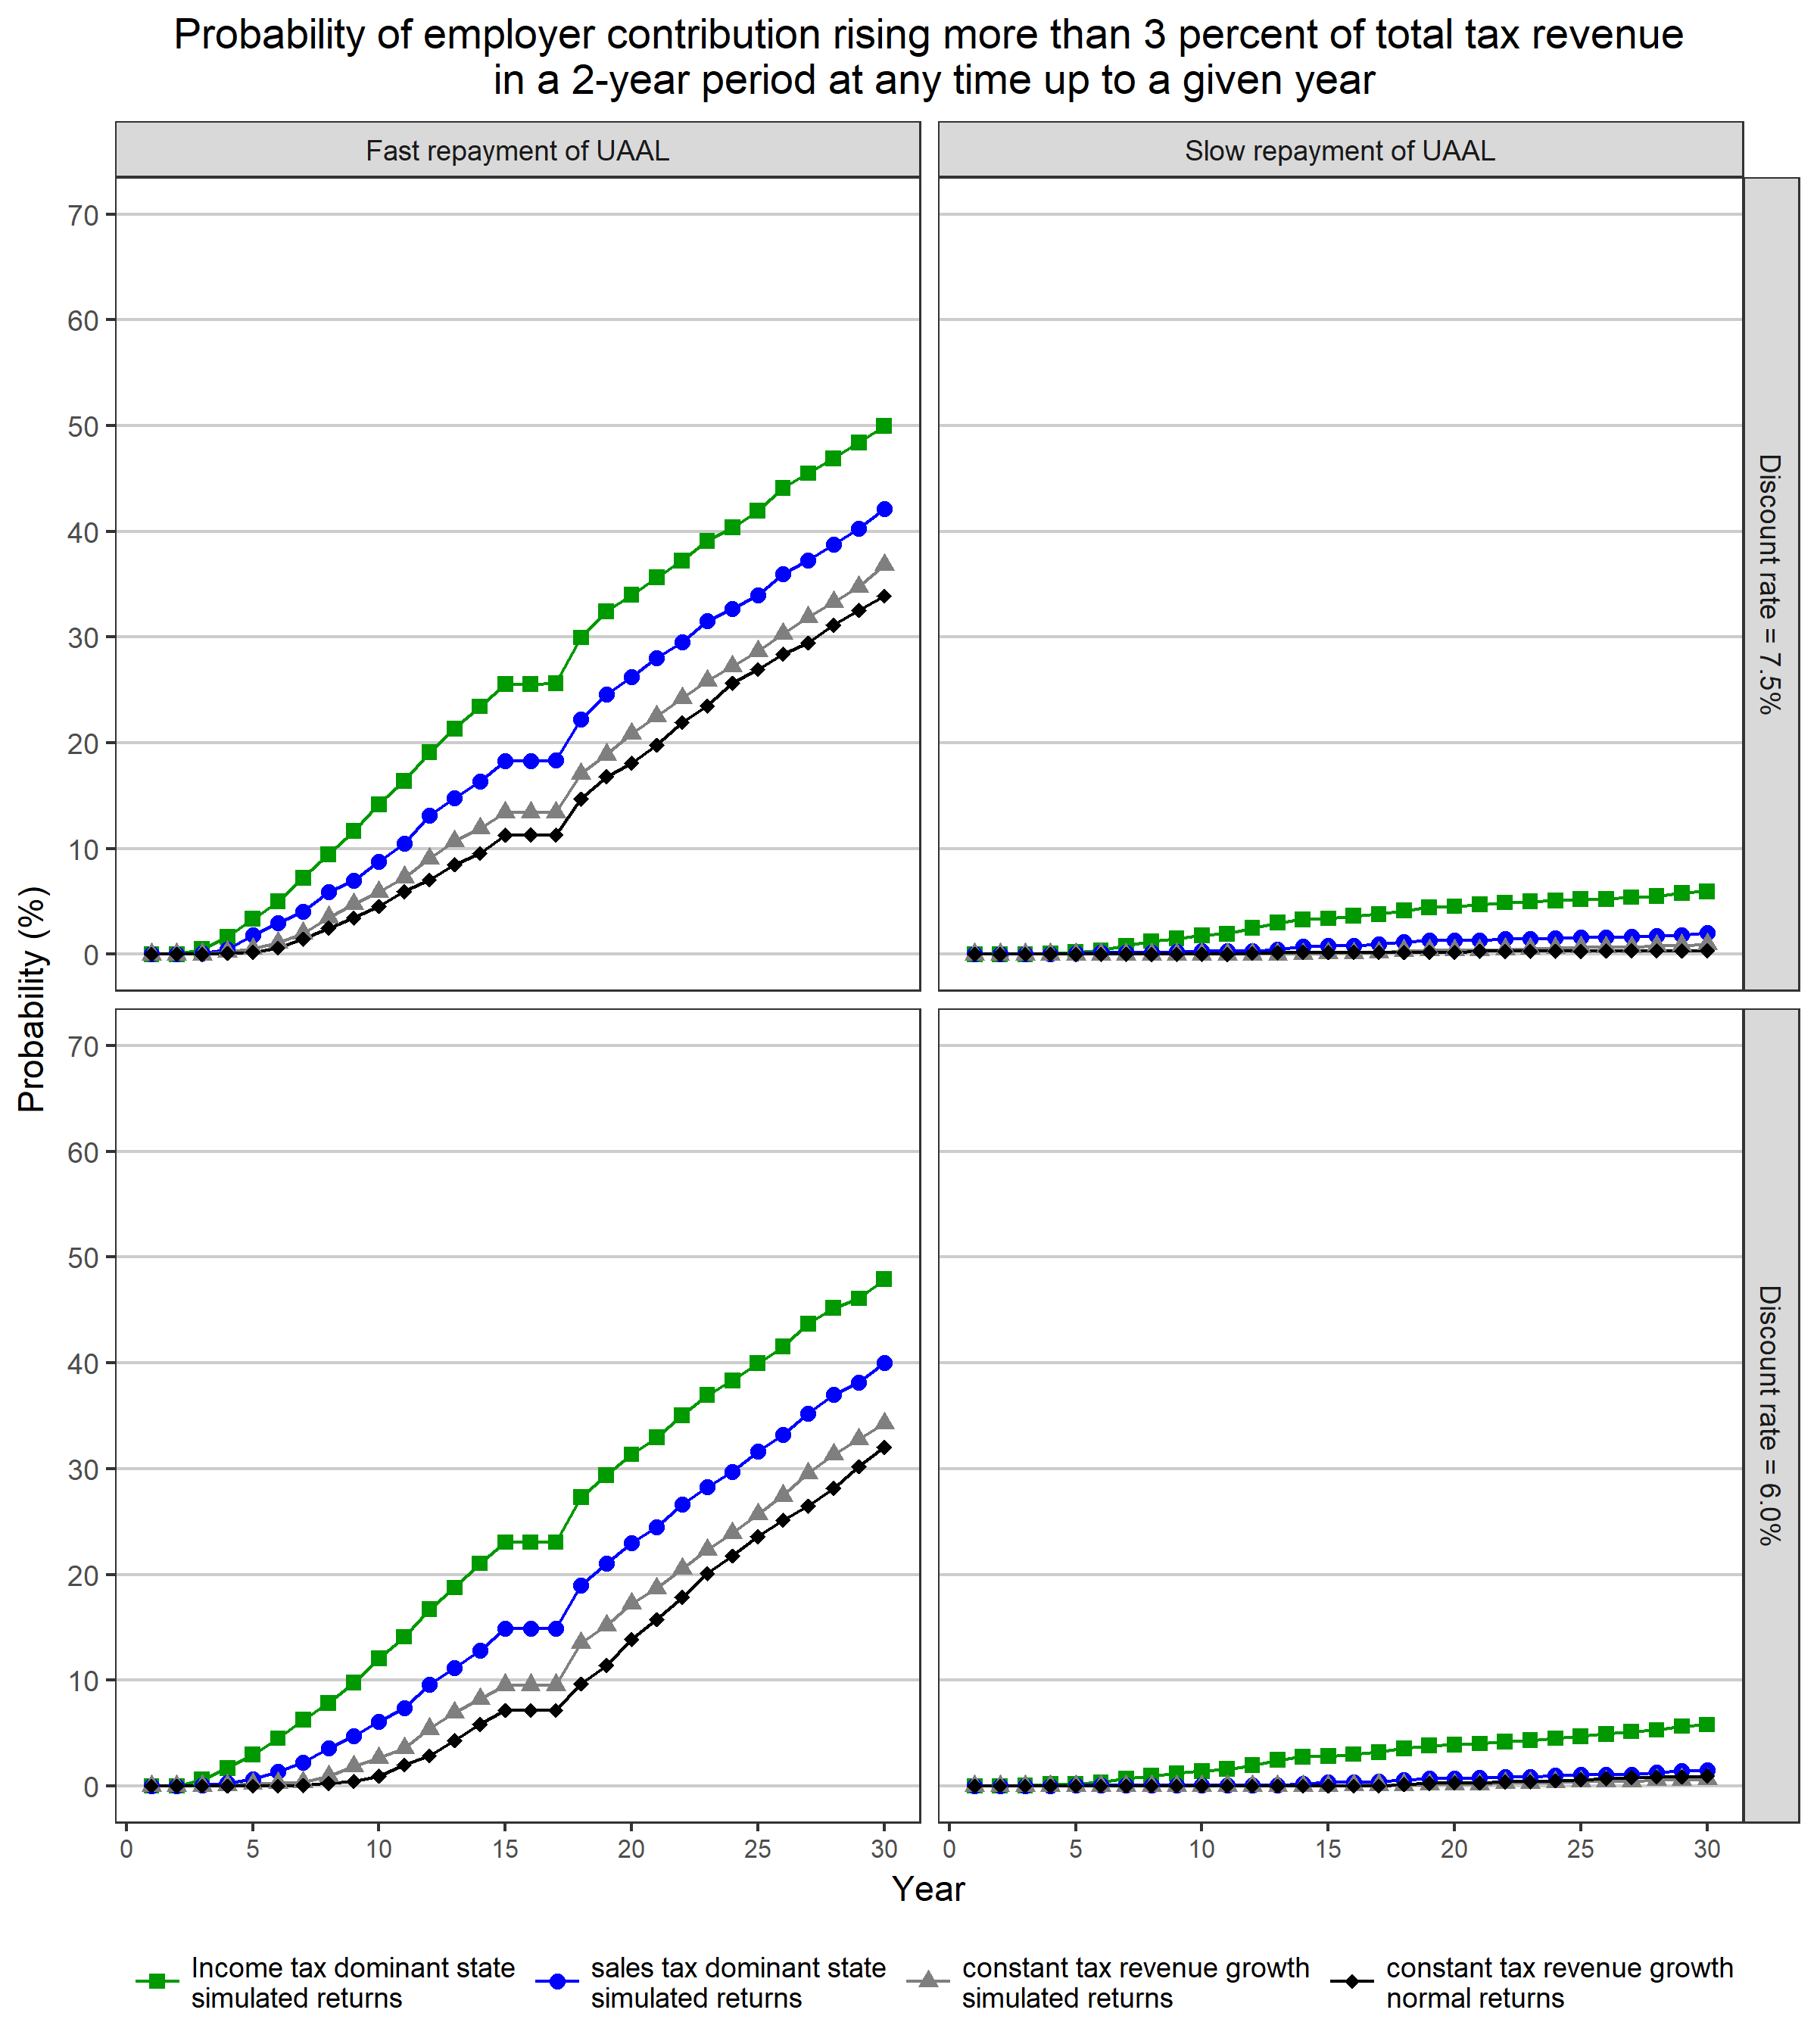 Probability of employer contribution rising more than 3 percent of total tax revenue
in a 2-year period at any time up to a given year
Fast repayment of UAAL
Slow repayment of UAAL
70
60
50
40
30
20
10
0
Discount rate = 7.5%
Probability (%)
70
60
50
40
30
20
10
0
Discount rate = 6.0%
0 5 10 15 20 25 30
0 5 10 15 20 25 30
Year
Income tax dominant state
simulated returns
sales tax dominant state
simulated returns
constant tax revenue growth
simulated returns
constant tax revenue growth
normal returns